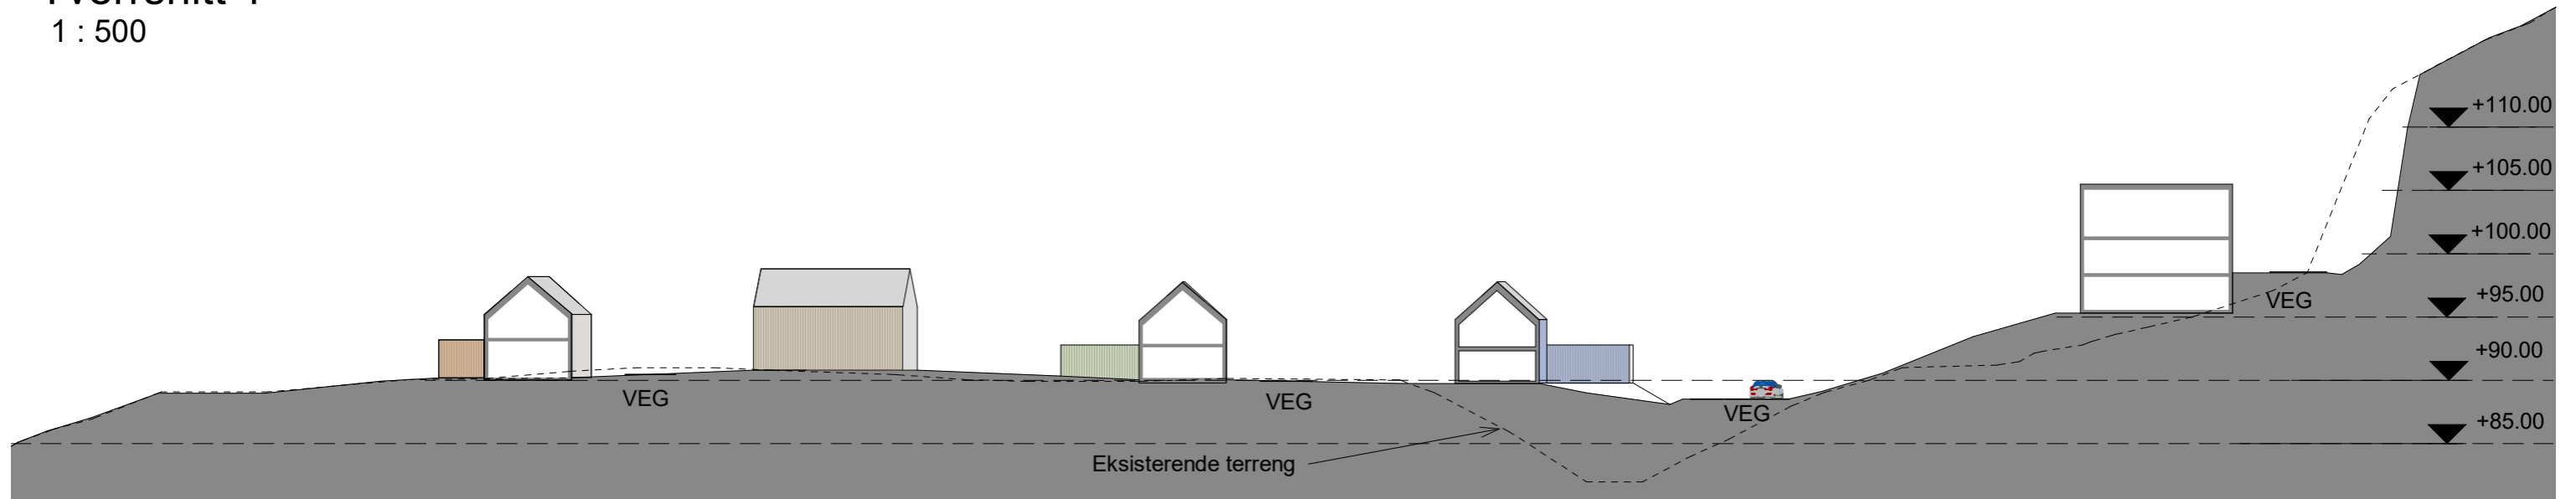 1 : 500
+110.00
+105.00
+100.00
VEG
+95.00
+90.00
VEG
VEG
VEG
+85.00
Eksisterende terreng